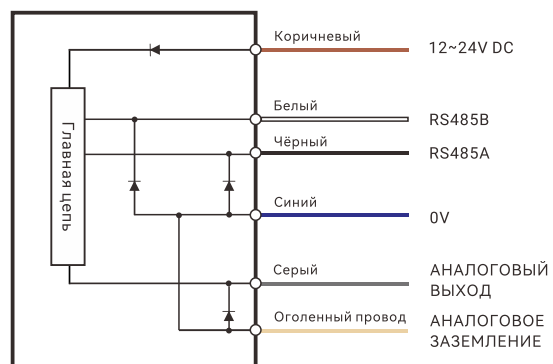 Коричневый
12~24V DC
Белый
RS485B
Чёрный
RS485A
Главная цепь
Синий
0V
Серый
АНАЛОГОВЫЙ
ВЫХОД
Оголенный провод
АНАЛОГОВОЕ
ЗАЗЕМЛЕНИЕ